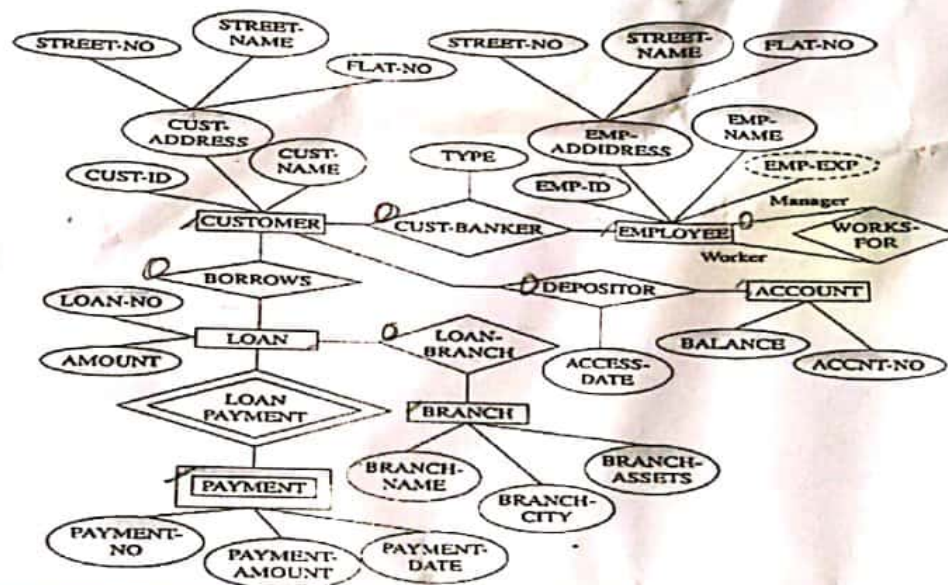 STREET-NO
STREET-
NAME
FLAT-NO
STREET-NO
STREET-
NAME
FLAT-NO
CUST-
ADDRESS
EMP-
ADDIDRESS
EMP-
NAME
CUST-ID
CUST-
NAME
TYPE
EMP-ID
EMP-EXP
CUSTOMER
CUST-BANKER
EMPLOYEE
Manager
WORKS-
FOR
Worker
BORROWS
DEPOSITOR
ACCOUNT
LOAN-NO
LOAN
LOAN-
BRANCH
BALANCE
AMOUNT
ACCESS-
DATE
ACCNT-NO
LOAN
PAYMENT
BRANCH
BRANCH-
NAME
BRANCH-
CITY
BRANCH-
ASSETS
PAYMENT
PAYMENT-
NO
PAYMENT-
AMOUNT
PAYMENT-
DATE